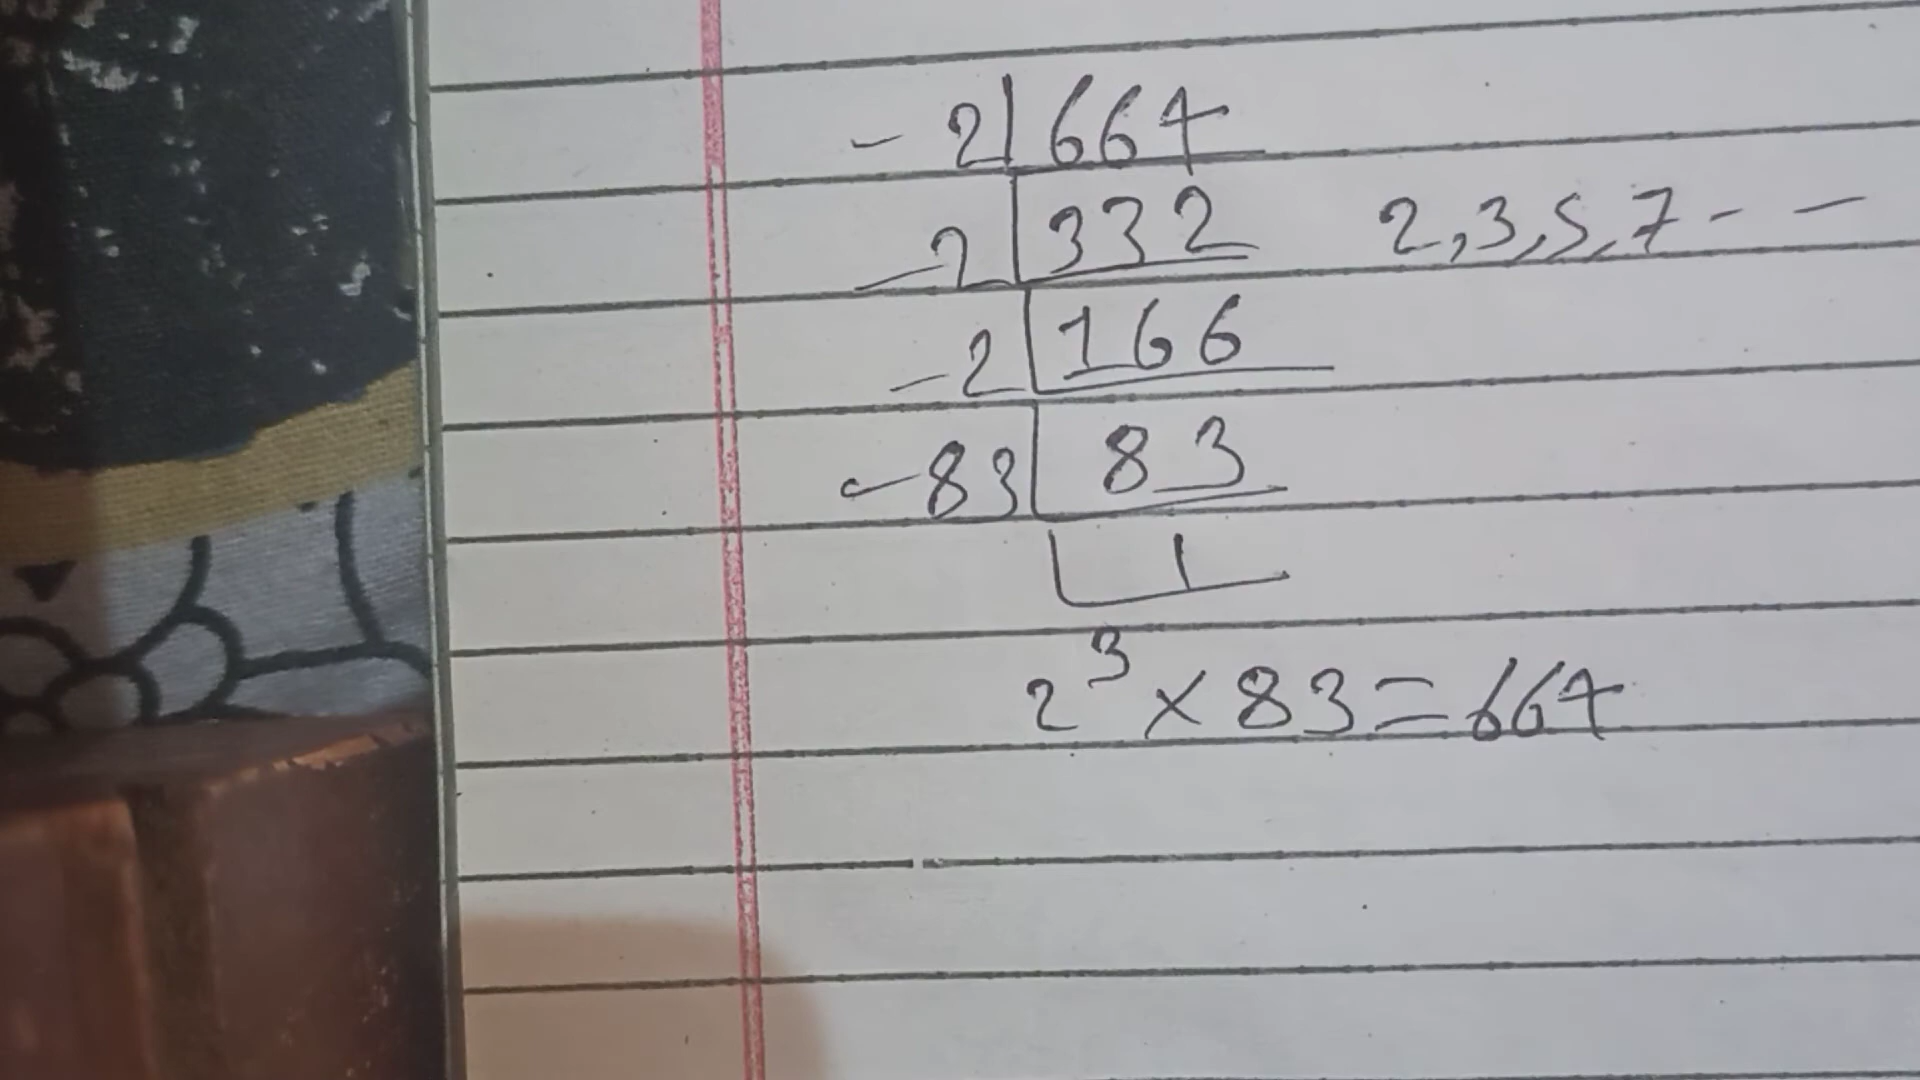 - 2| 664
- 2| 332 2,3,5,7 - -
- 2| 166
- 83| 83
1
2³ × 83 = 664